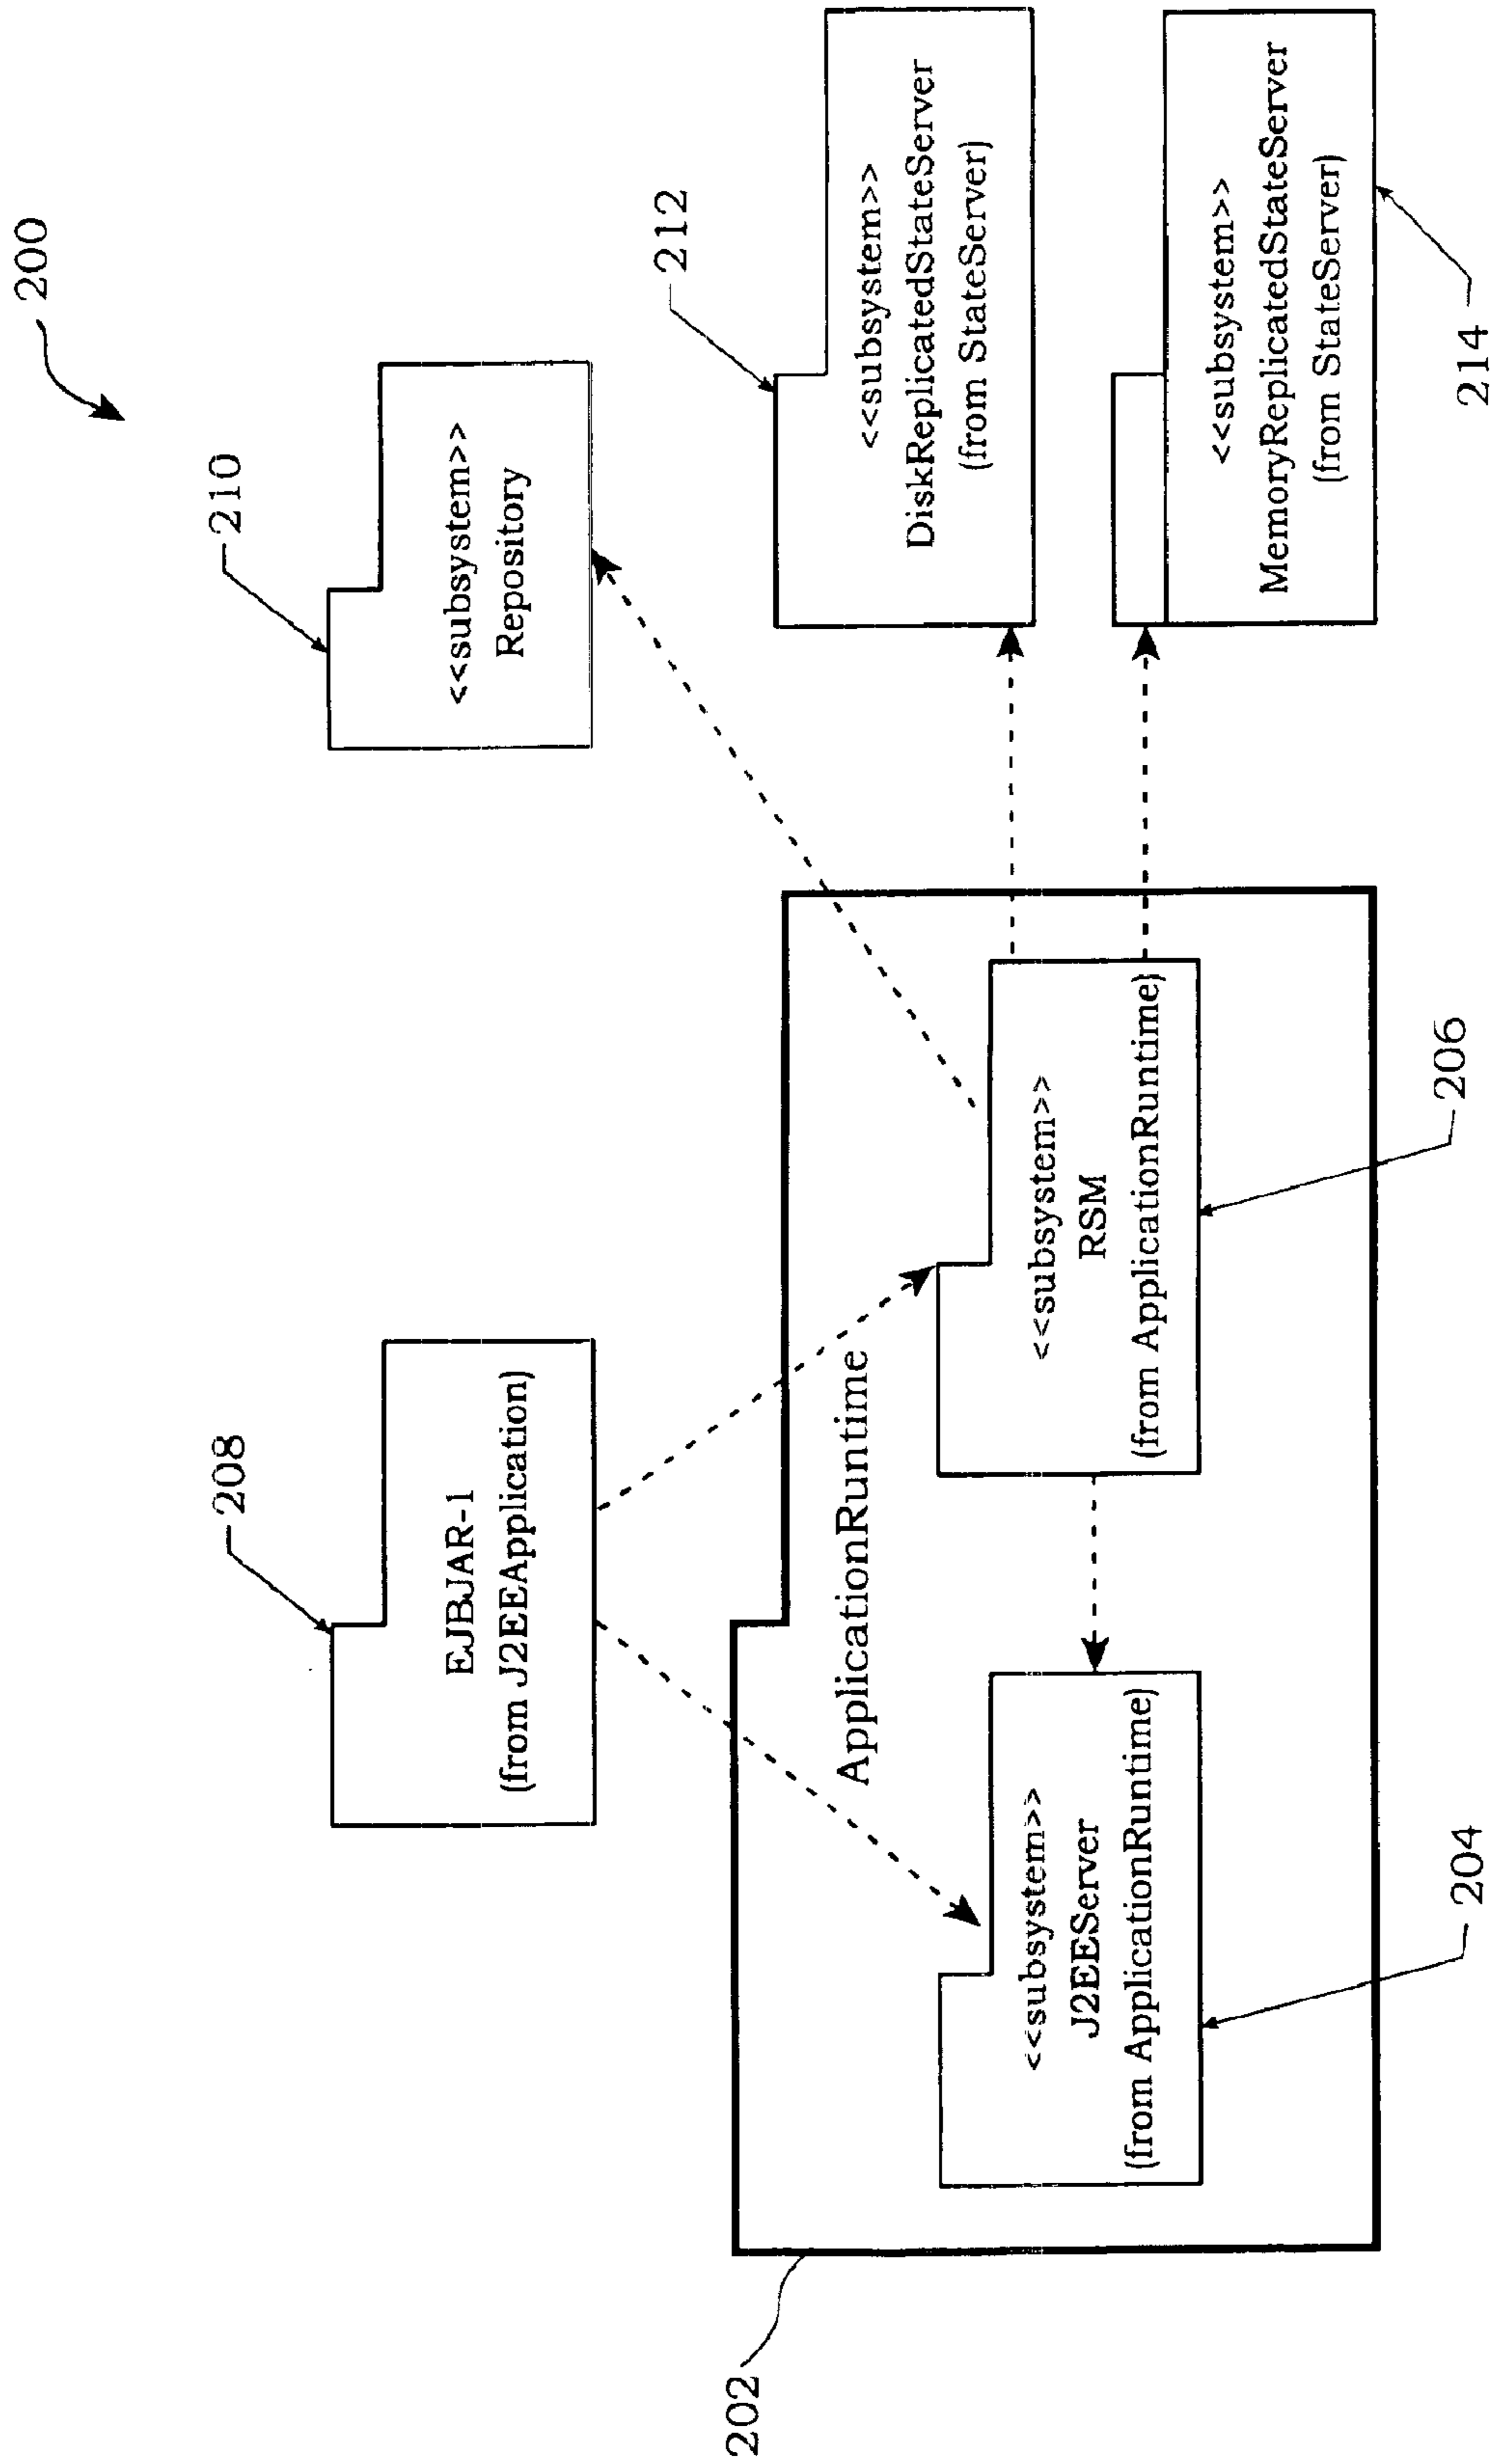 200
210
<<subsystem>>
Repository
208
EJBJAR-1
(from J2EEApplication)
212
<<subsystem>>
DiskReplicatedStateServer
(from StateServer)
202
ApplicationRuntime
<<subsystem>>
J2EEServer
(from ApplicationRuntime)
204
<<subsystem>>
RSM
(from ApplicationRuntime)
206
<<subsystem>>
MemoryReplicatedStateServer
(from StateServer)
214